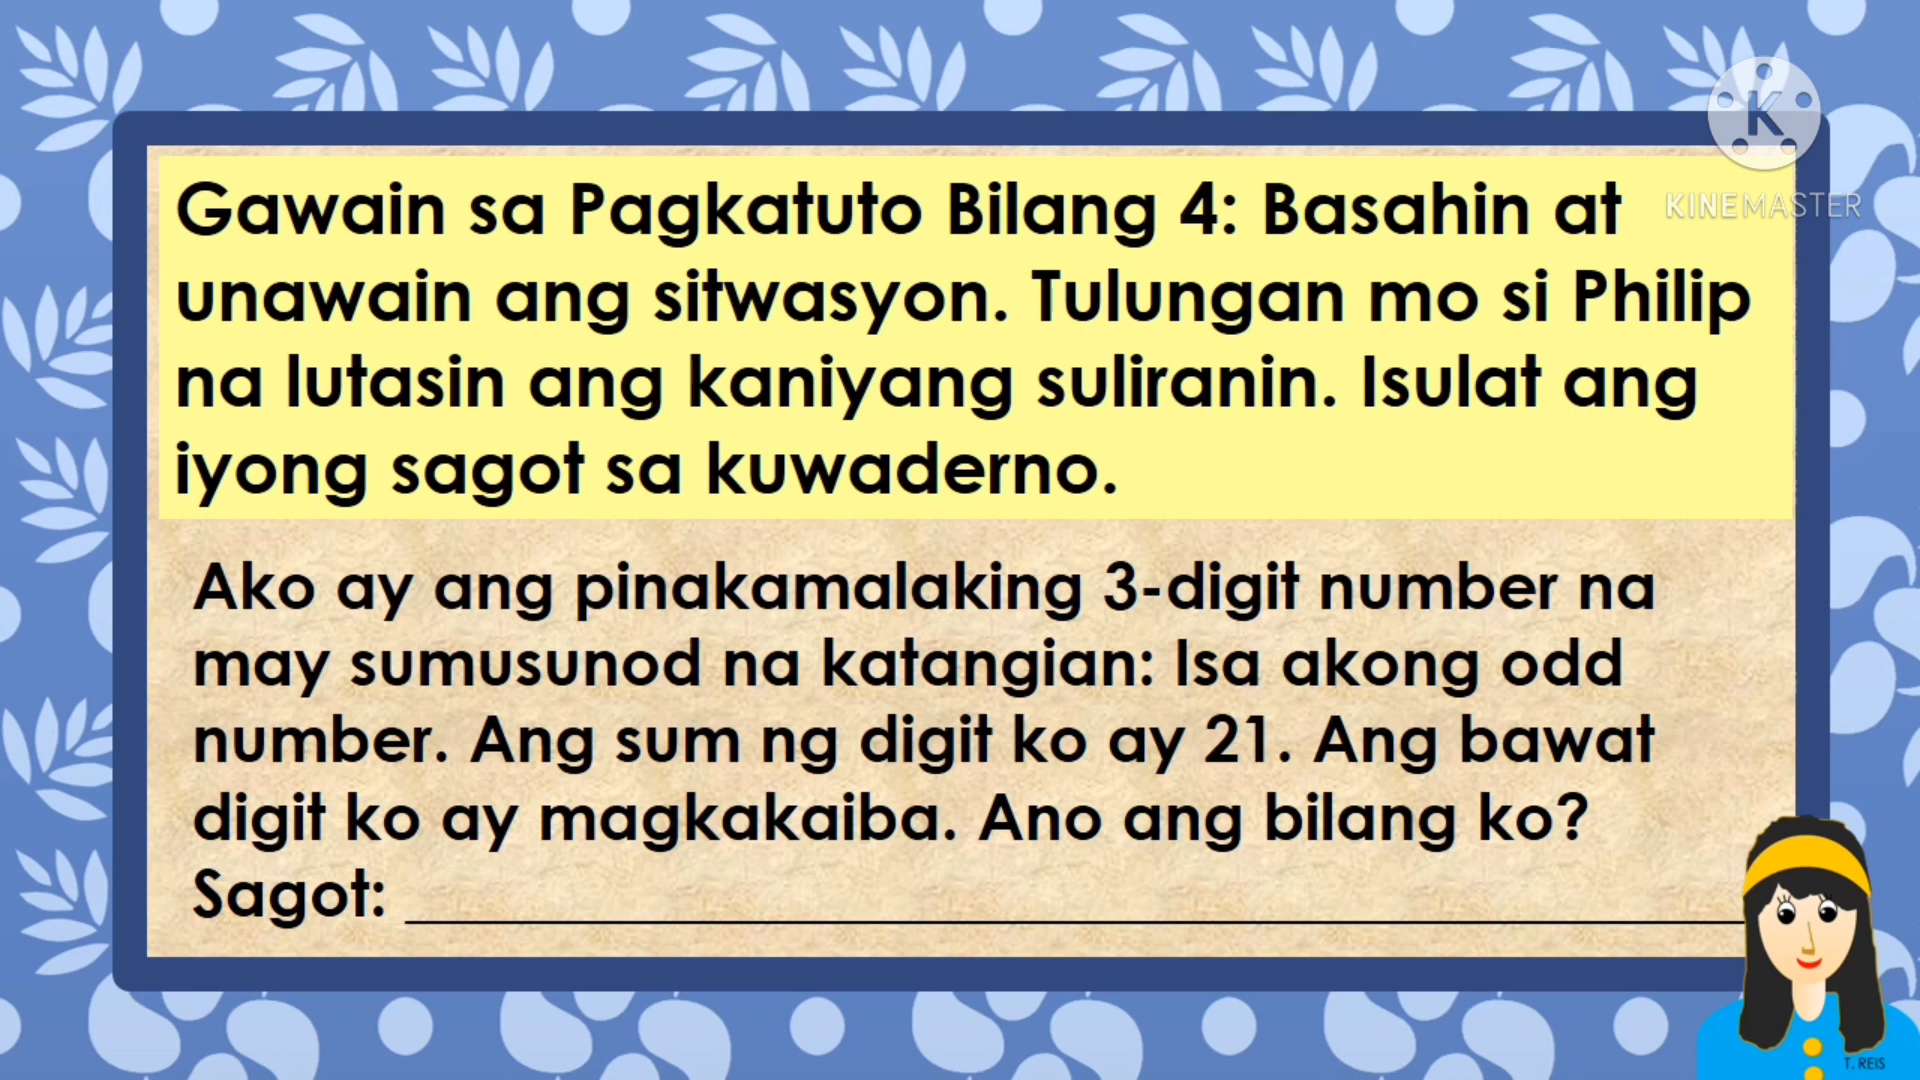 K
KINEMASTER
Gawain sa Pagkatuto Bilang 4: Basahin at
unawain ang sitwasyon. Tulungan mo si Philip
na lutasin ang kaniyang suliranin. Isulat ang
iyong sagot sa kuwaderno.
Ako ay ang pinakamalaking 3-digit number na
may sumusunod na katangian: Isa akong odd
number. Ang sum ng digit ko ay 21. Ang bawat
digit ko ay magkakaiba. Ano ang bilang ko?
Sagot: ______________________________
T. REIS